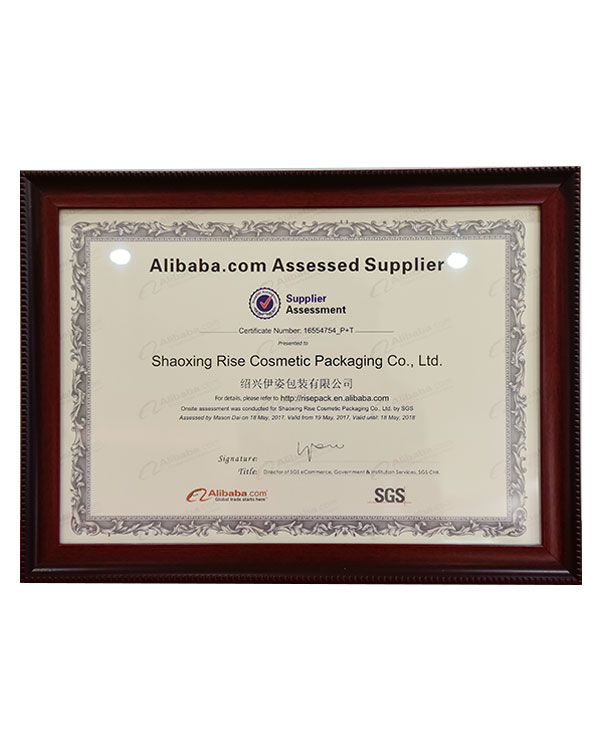 Alibaba.com Assessed Supplier
Supplier
Assessment
Certificate Number: 16554754_P+T
Presented to
Shaoxing Rise Cosmetic Packaging Co., Ltd.
绍兴伊姿包装有限公司
For details, please refer to http://risepack.en.alibaba.com
Onsite assessment was conducted for Shaoxing Rise Cosmetic Packaging Co., Ltd. by SGS
Assessed by Mason Dai on 18 May, 2017. Valid from 19 May, 2017, Valid until: 18 May, 2018
Signature:
Title: Director of SGS eCommerce, Government & Institution Services, SGS CHN.
Alibaba.com
Global trade starts here
SGS